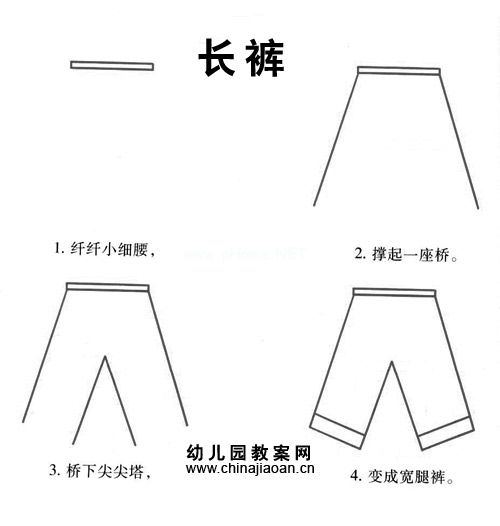 长裤
1. 纤纤小细腰，
2. 撑起一座桥。
3. 桥下尖尖塔，
4. 变成宽腿裤。
幼儿园教案网
www.chinajiaoan.cn